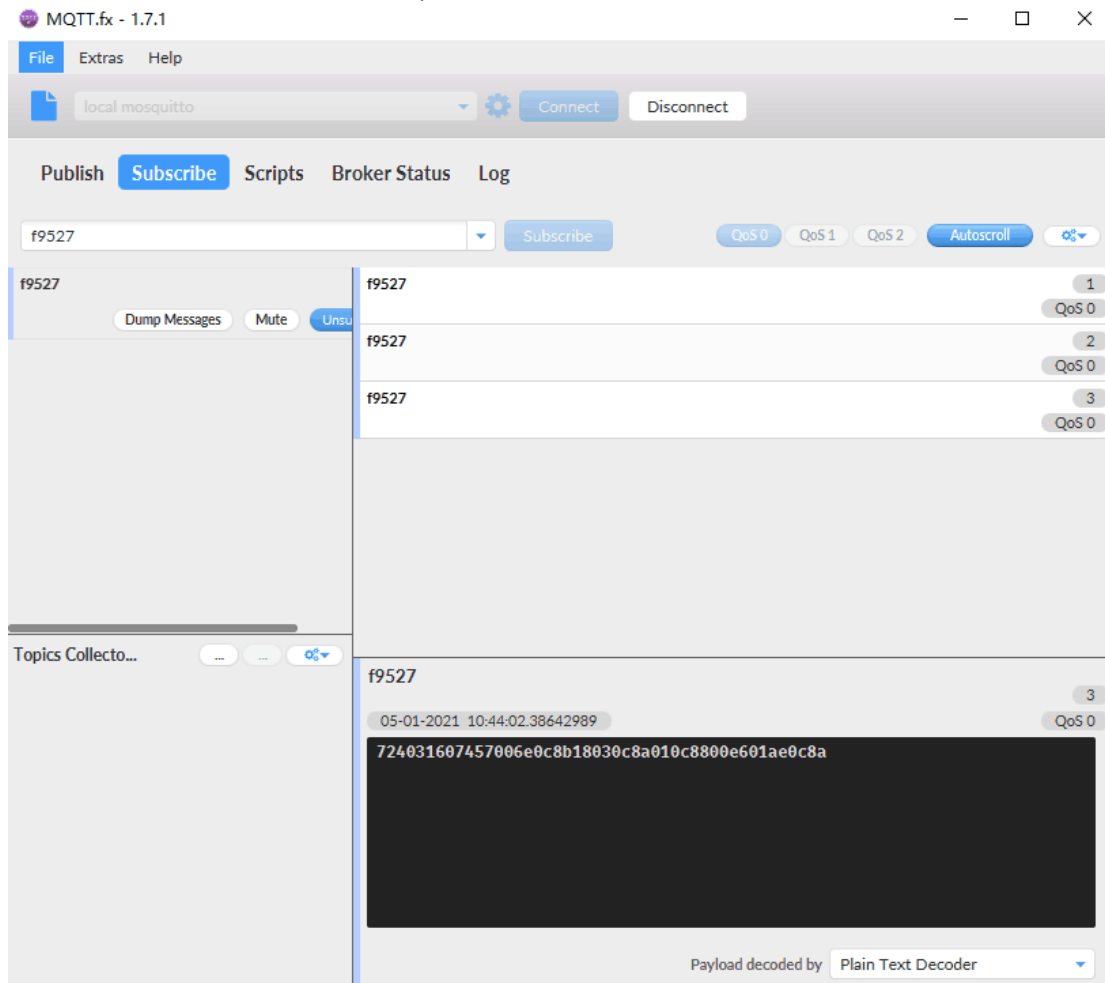 MQTT.fx - 1.7.1
File Extras Help
local mosquitto Connect Disconnect
Publish Subscribe Scripts Broker Status Log
f9527 Subscribe QoS 0 QoS 1 QoS 2 Autoscroll
f9527
Dump Messages Mute Unsu
f9527 1
QoS 0
f9527 2
QoS 0
f9527 3
QoS 0
Topics Collecto... ... ...
f9527
3
05-01-2021 10:44:02.38642989 QoS 0
724031607457006e0c8b18030c8a010c8800e601ae0c8a
Payload decoded by Plain Text Decoder